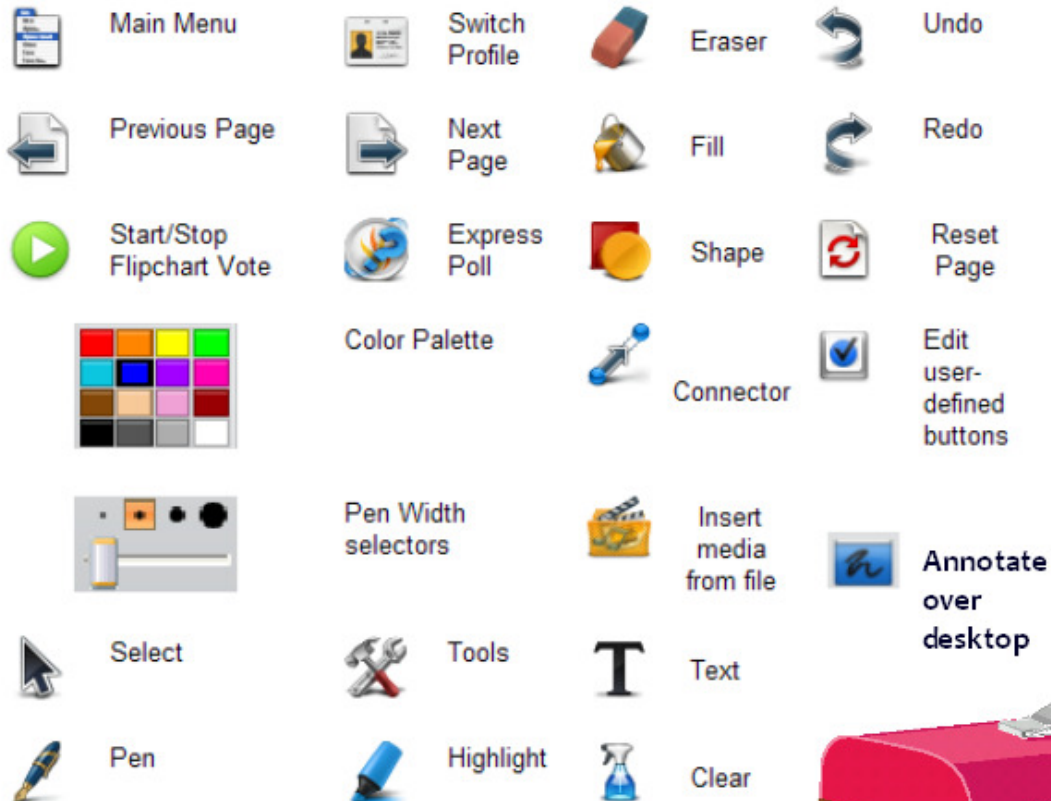 Main Menu
Switch
Profile
Eraser
Undo
Previous Page
Next
Page
Fill
Redo
Start/Stop
Flipchart Vote
Express
Poll
Shape
Reset
Page
Color Palette
Connector
Edit
user-
defined
buttons
Pen Width
selectors
Insert
media
from file
Annotate
over
desktop
Select
Tools
T
Text
Pen
Highlight
Clear